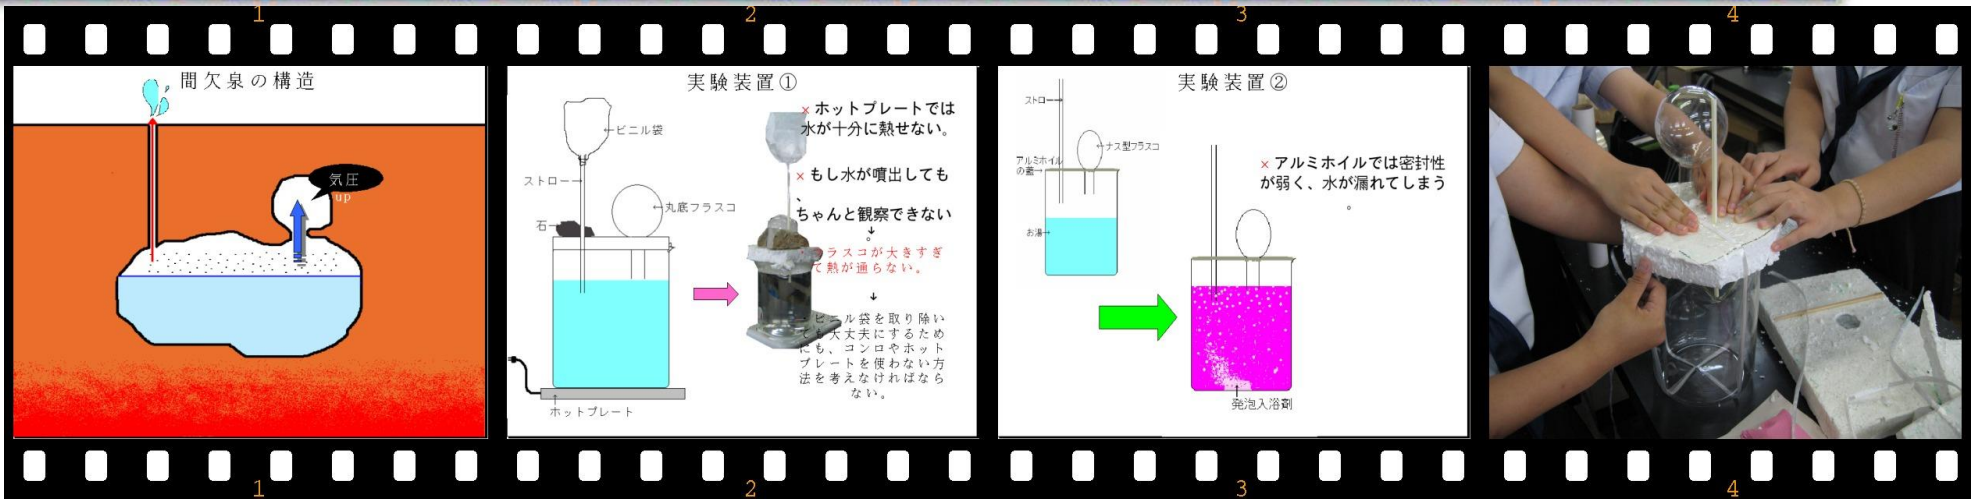 1
2
3
4
間欠泉の構造
気圧
up
実験装置①
←ビニル袋
ストロー→
←丸底フラスコ
石→
ホットプレート
× ホットプレートでは
水が十分に熱せない。
× もし水が噴出しても
、
ちゃんと観察できない
↓
。
ラスコが大きすぎ
て熱が通らない。
↓
ビニル袋を取り除い
ても大丈夫にするため
にも、コンロやホット
プレートを使わない方
法を考えなければなら
ない。
実験装置②
ストロー→
←ナス型フラスコ
アルミホイル
の蓋→
お湯→
× アルミホイルでは密封性
が弱く、水が漏れてしまう
。
発泡入浴剤
1
2
3
4